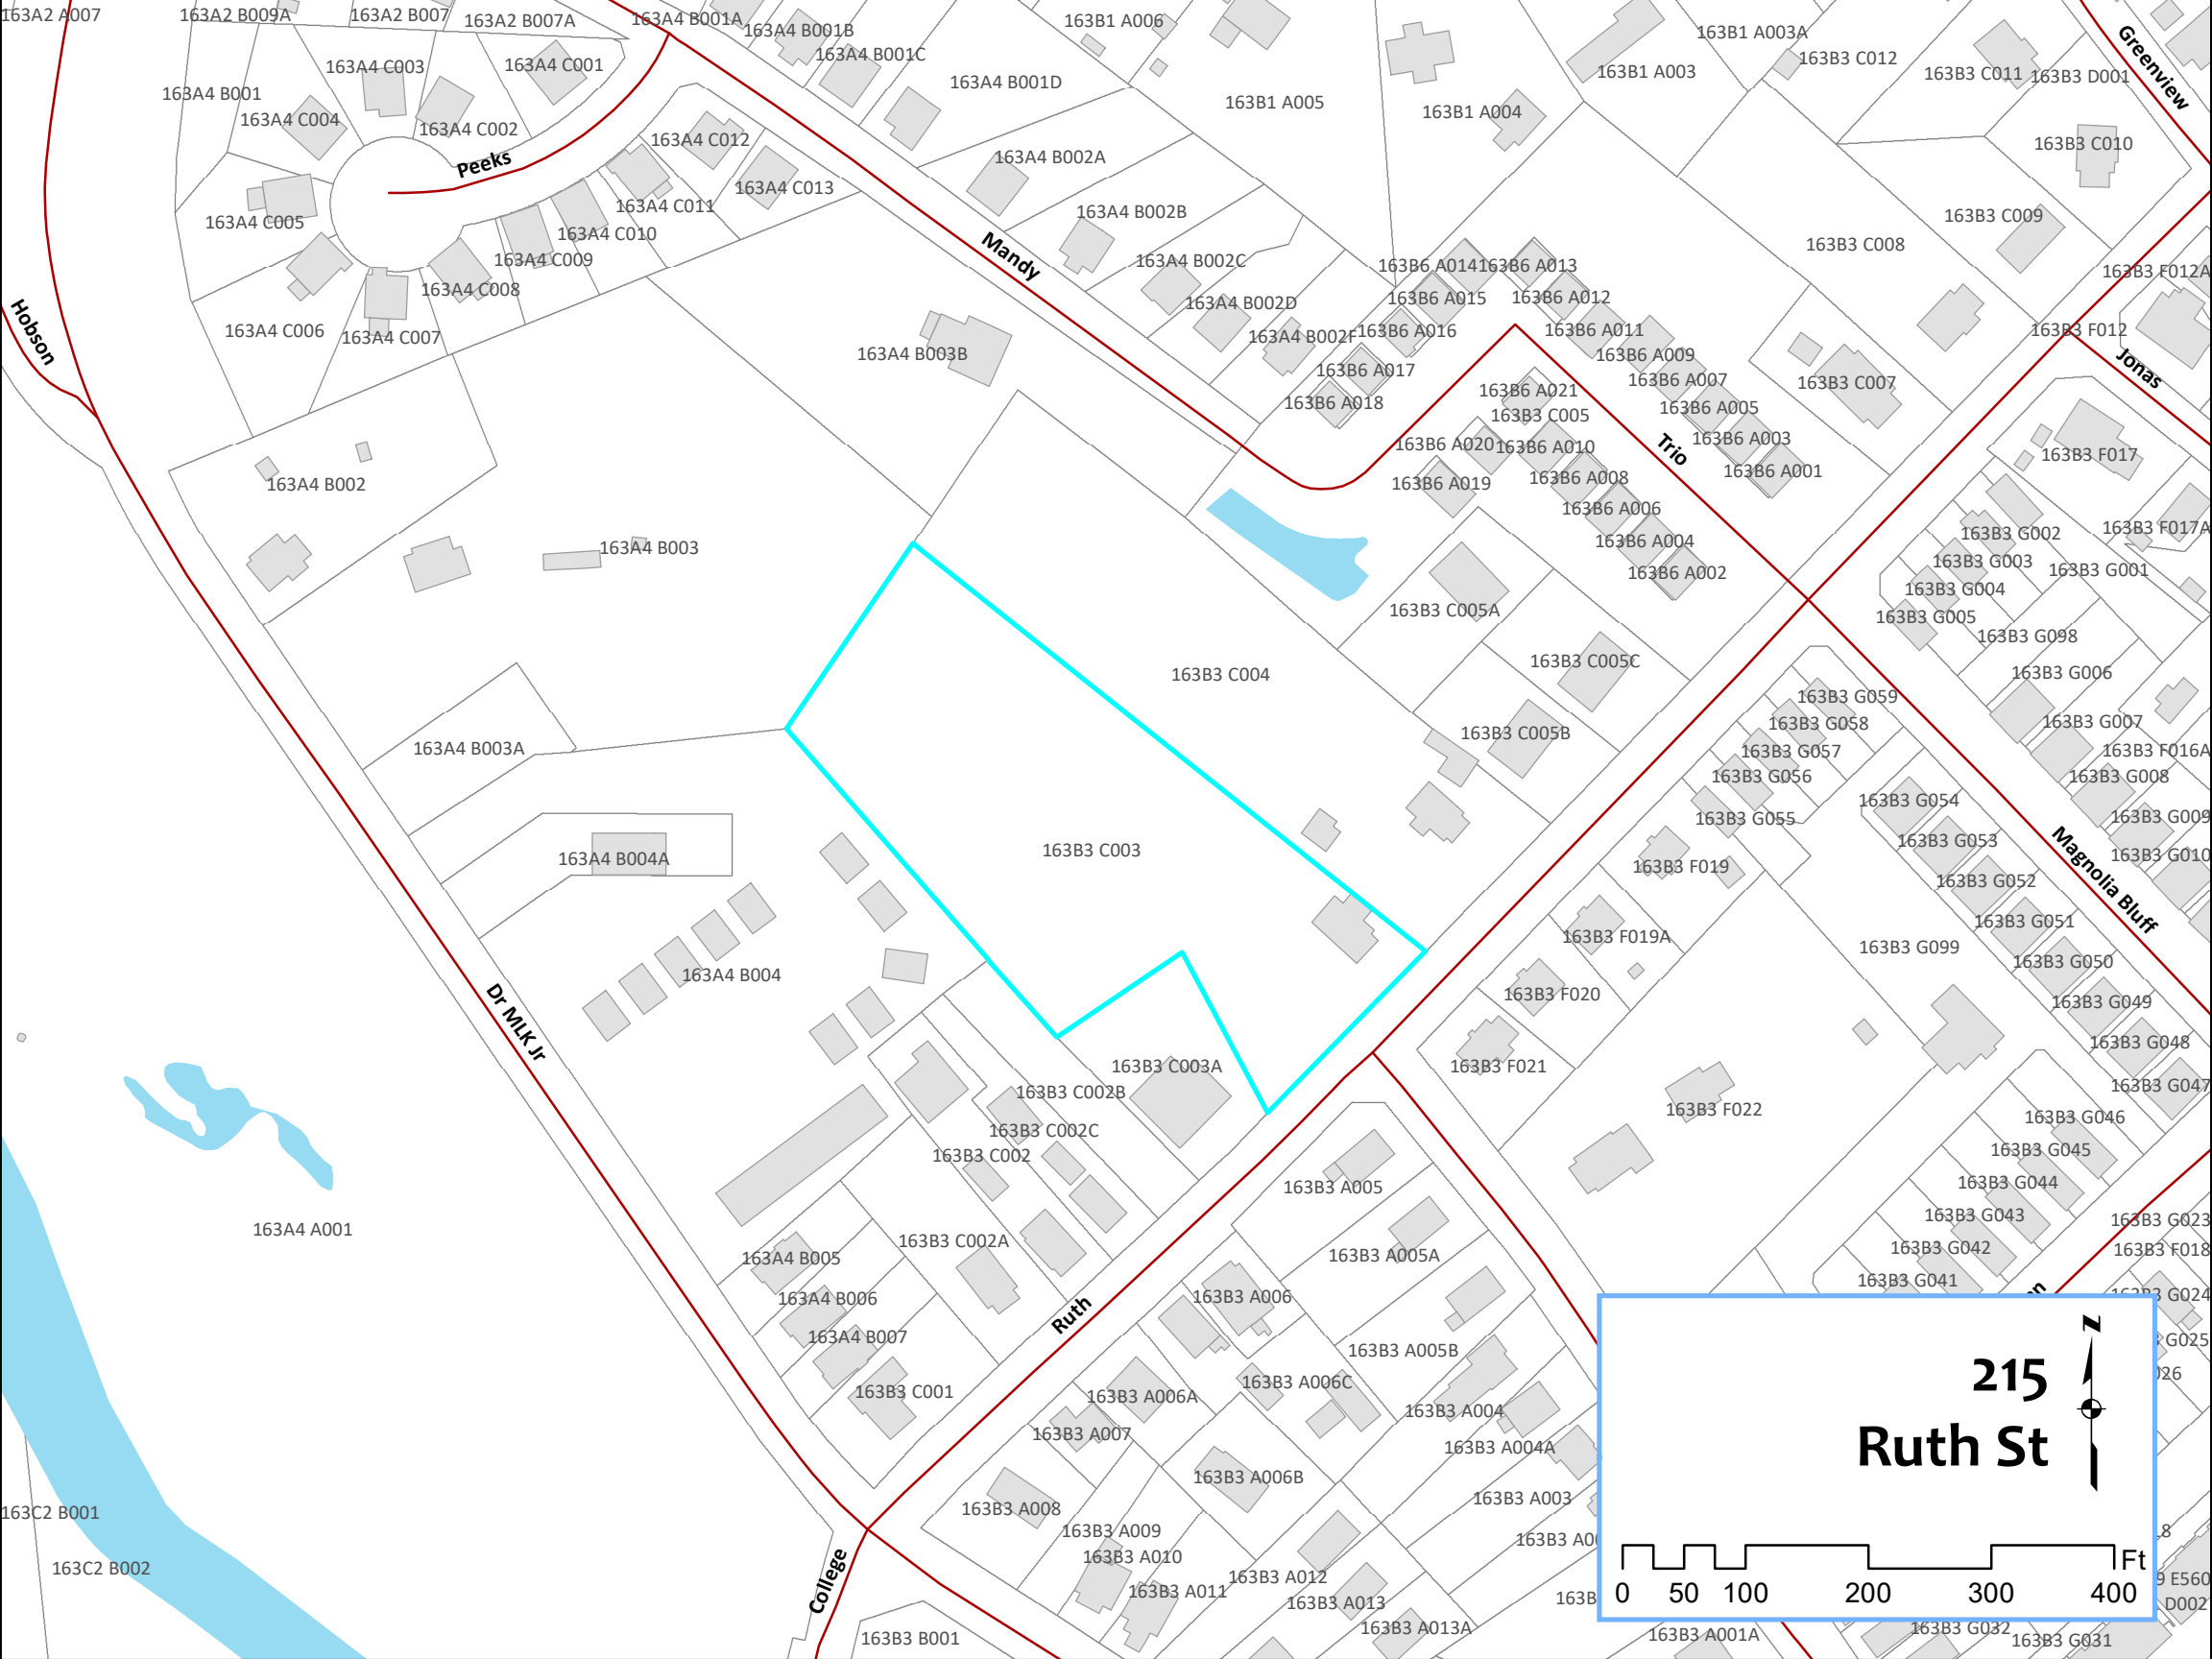 163A2 A007
163A2 B009A
163A2 B007
163A2 B007A
163A4 B001A
163A4 B001B
163A4 B001C
163B1 A006
163B1 A003A
163B3 C012
Greenview
163A4 B001
163A4 C003
163A4 C001
163A4 C004
163A4 C002
163A4 B001D
163B1 A005
163B1 A004
163B1 A003
163B3 C011
163B3 D001
163B3 C010
Peeks
163A4 C012
163A4 C013
163A4 B002A
163A4 C005
163A4 C011
163A4 C010
163A4 C009
163A4 C008
163A4 B002B
163A4 B002C
163A4 B002D
163A4 B002F
Mandy
163B3 C009
163B3 C008
163B3 F012A
163B3 F012
Jonas
Hobson
163A4 C006
163A4 C007
163A4 B003B
163B6 A014
163B6 A013
163B6 A015
163B6 A012
163B6 A016
163B6 A011
163B6 A017
163B6 A009
163B6 A018
163B6 A007
163B6 A021
163B3 C005
163B6 A005
163B6 A020
163B6 A010
163B6 A003
163B6 A019
163B6 A008
163B6 A001
163B6 A006
163B6 A004
163B6 A002
Trio
163B3 C007
163B3 F017
163B3 F017A
163A4 B002
163A4 B003
163B3 G002
163B3 G003
163B3 G001
163B3 G004
163B3 G005
163B3 G098
163B3 C005A
163B3 C005C
163B3 C005B
163B3 C004
163B3 G006
163B3 G007
163B3 F016A
163B3 G008
163B3 G009
163B3 G010
163A4 B003A
163B3 G059
163B3 G058
163B3 G057
163B3 G056
163B3 G055
163B3 G054
163B3 G053
163B3 G052
163B3 G051
163B3 G050
163B3 G049
163B3 G048
163B3 G047
Magnolia Bluff
163A4 B004A
163B3 C003
163B3 F019
163B3 F019A
163B3 G099
163A4 B004
163B3 F020
163B3 F021
163B3 F022
Dr MLK Jr
163B3 C003A
163B3 C002B
163B3 C002C
163B3 C002
163B3 G046
163B3 G045
163B3 G044
163B3 G043
163B3 G042
163B3 G041
163B3 G023
163B3 F018
163B3 G024
163A4 A001
163B3 A005
163B3 A005A
163B3 C002A
163A4 B005
163A4 B006
163A4 B007
163B3 C001
Ruth
163B3 A006
163B3 A005B
163B3 A006C
163B3 A006A
163B3 A004
163B3 A007
163B3 A004A
163B3 A006B
163B3 A003
163B3 A008
163B3 A009
163B3 A010
163B3 A011
163B3 A012
163B3 A013
163B3 A013A
163B3 B001
163B3 A001A
163B3 G032
163B3 G031
College
163C2 B001
163C2 B002
G025
E560
D002
N
215
Ruth St
Ft
0 50 100 200 300 400